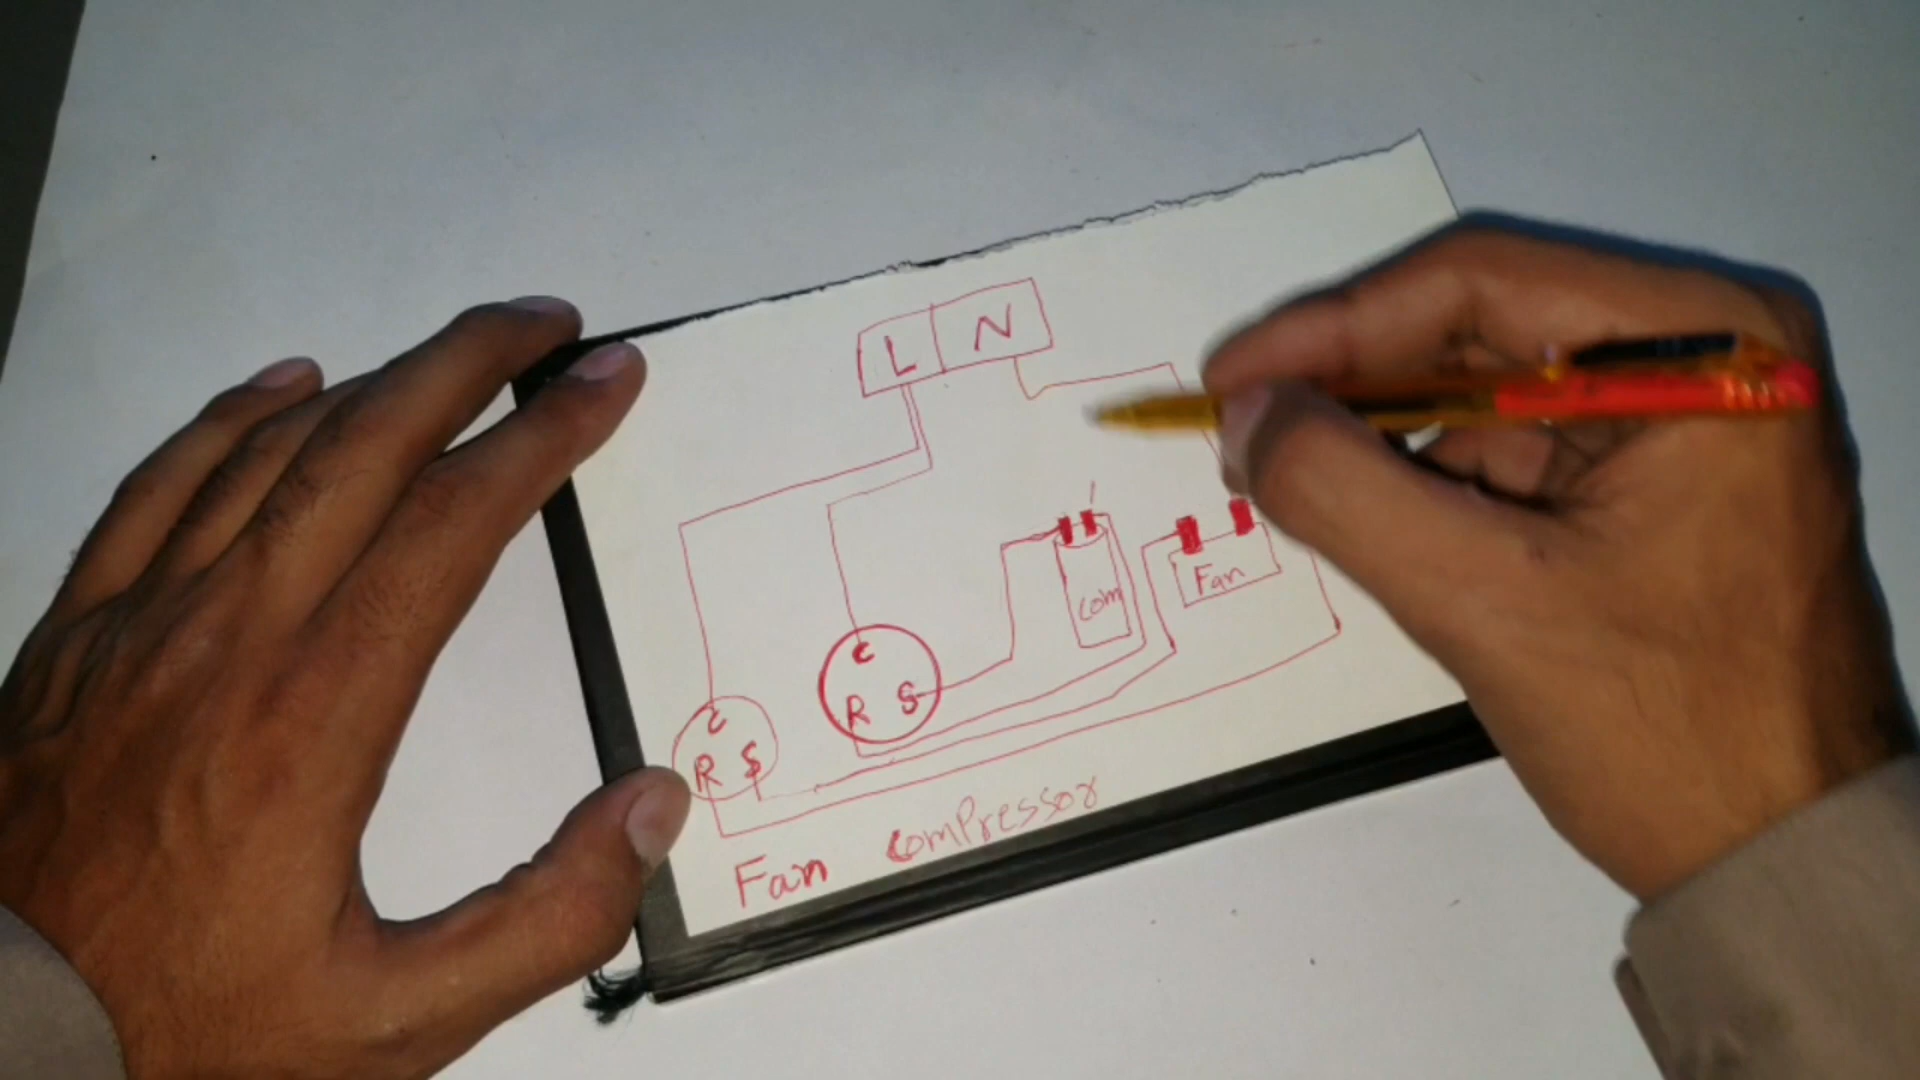 L N
com
Fan
C
R S
C
R S
Fan compressor